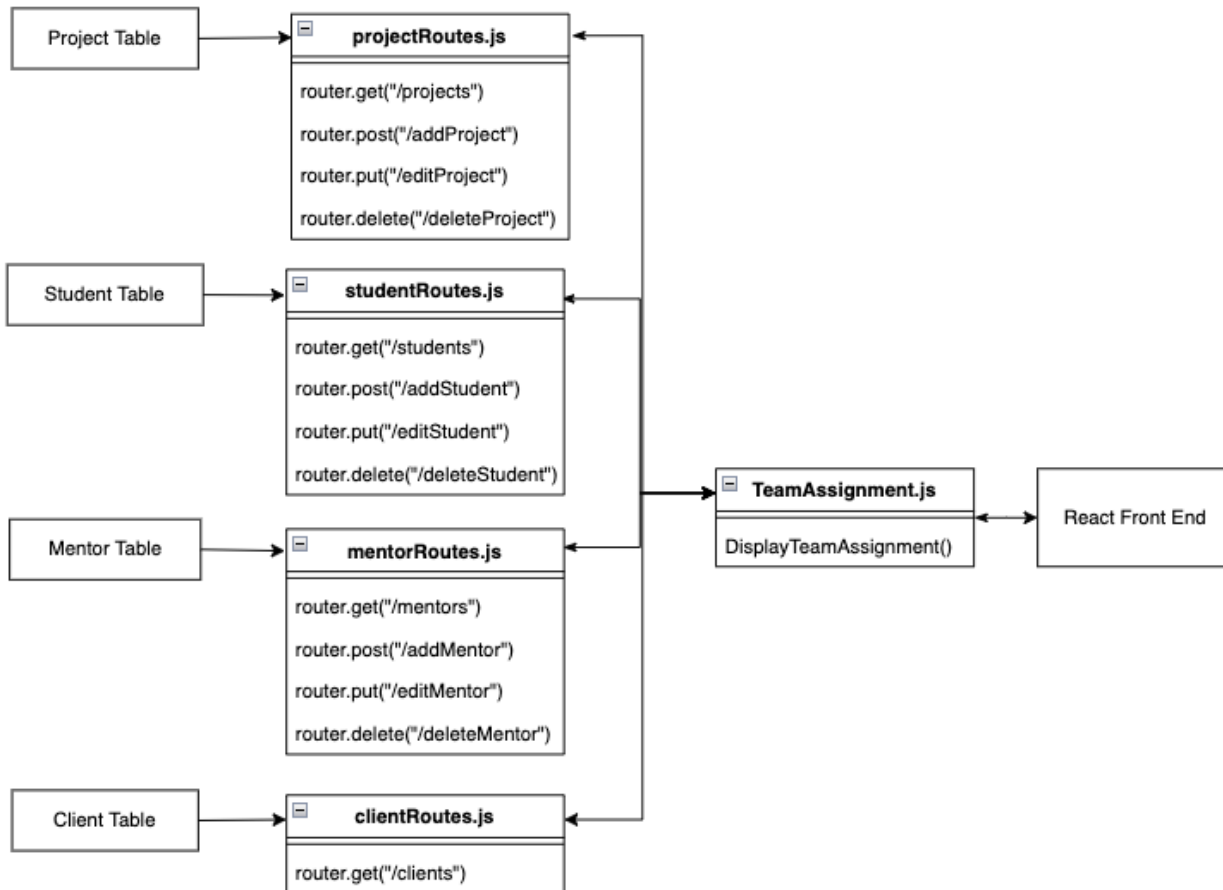 Project Table
projectRoutes.js
router.get("/projects")
router.post("/addProject")
router.put("/editProject")
router.delete("/deleteProject")
Student Table
studentRoutes.js
router.get("/students")
router.post("/addStudent")
router.put("/editStudent")
router.delete("/deleteStudent")
Mentor Table
mentorRoutes.js
router.get("/mentors")
router.post("/addMentor")
router.put("/editMentor")
router.delete("/deleteMentor")
Client Table
clientRoutes.js
router.get("/clients")
TeamAssignment.js
DisplayTeamAssignment()
React Front End